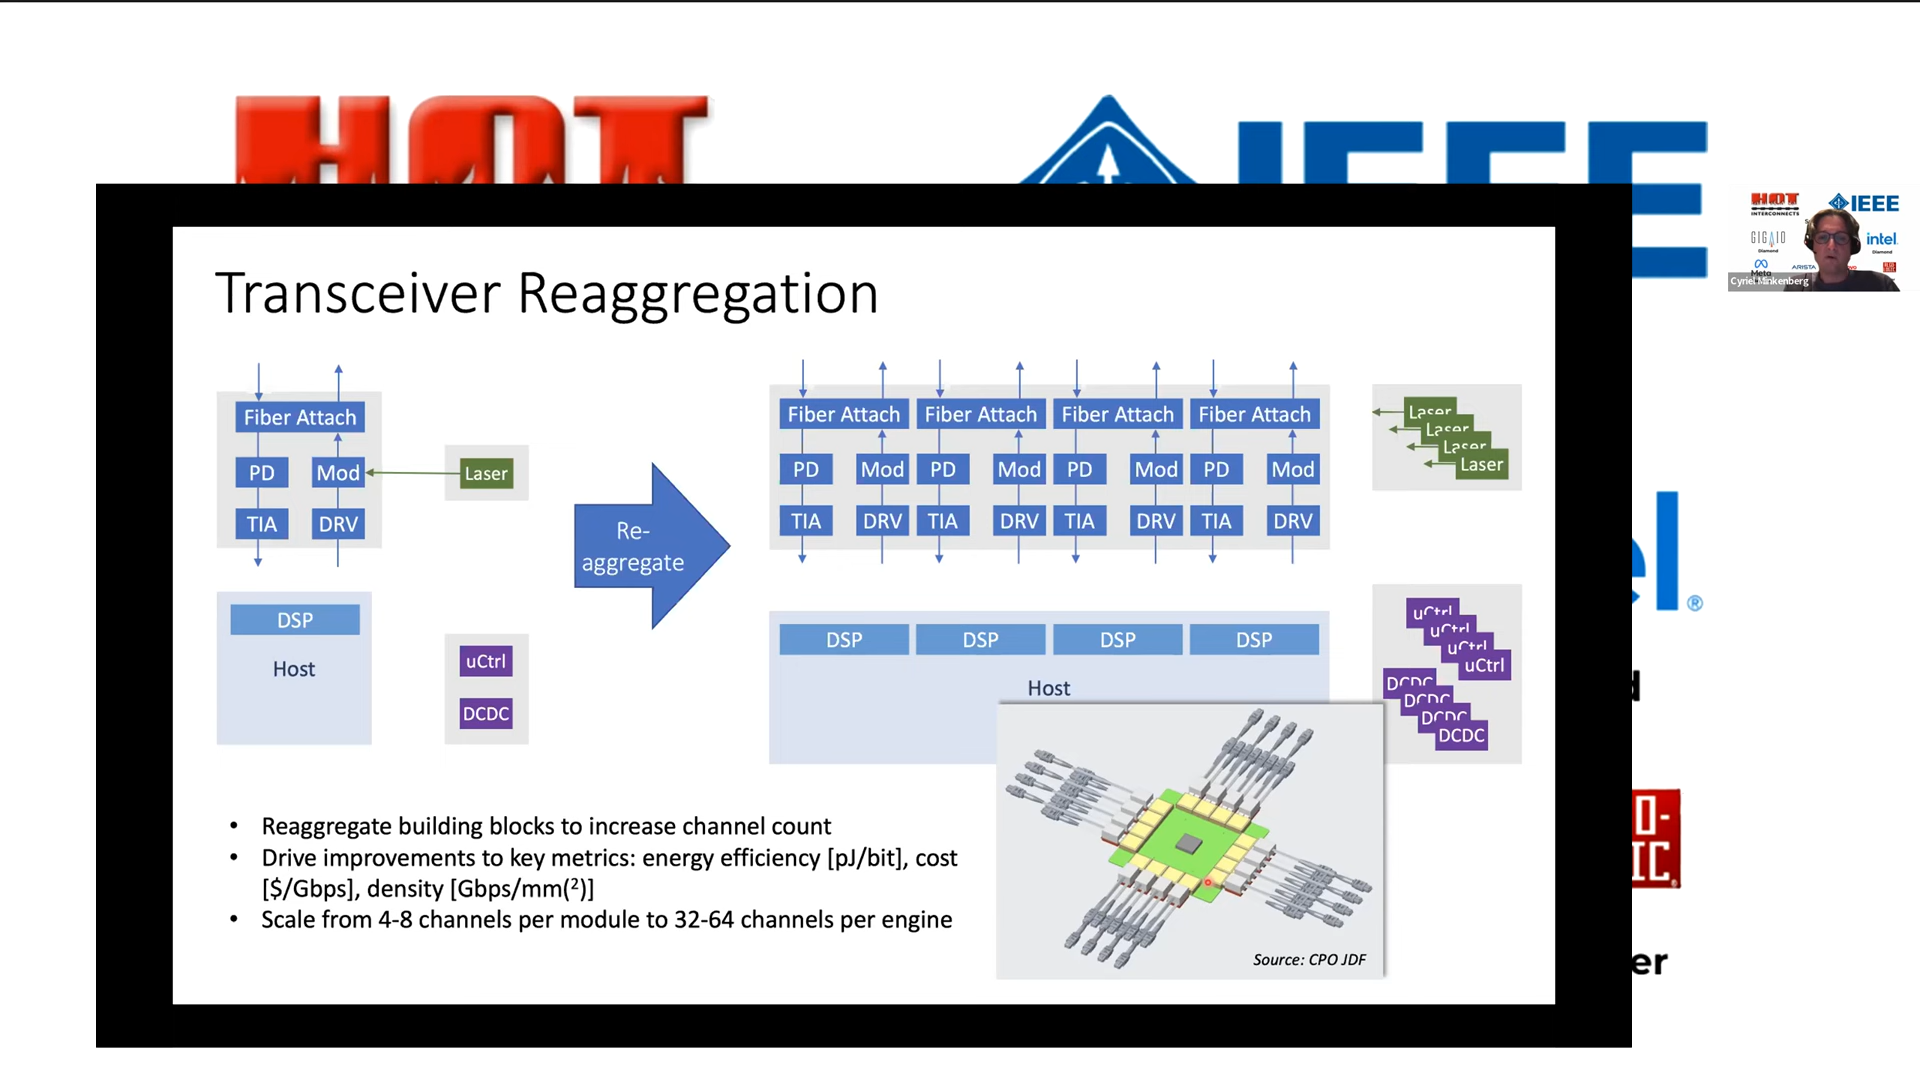 HOT
IEEE
Transceiver Reaggregation
Fiber Attach
PD
Mod
TIA
DRV
Laser
DSP
Host
uCtrl
DCDC
Re-
aggregate
Fiber Attach Fiber Attach Fiber Attach Fiber Attach
PD Mod PD Mod PD Mod PD Mod
TIA DRV TIA DRV TIA DRV TIA DRV
Laser
Laser
Laser
Laser
DSP DSP DSP DSP
Host
uCtrl
uCtrl
uCtrl
uCtrl
DCDC
DCDC
DCDC
DCDC
• Reaggregate building blocks to increase channel count
• Drive improvements to key metrics: energy efficiency [pJ/bit], cost
[$/Gbps], density [Gbps/mm(²)]
• Scale from 4-8 channels per module to 32-64 channels per engine
Source: CPO JDF
el®
d
O-
IC.
er
HOT
INTERCONNECTS
IEEE
GIGAIO
Diamond
intel
Diamond
Meta
ARISTA
Cyriel Minkenberg